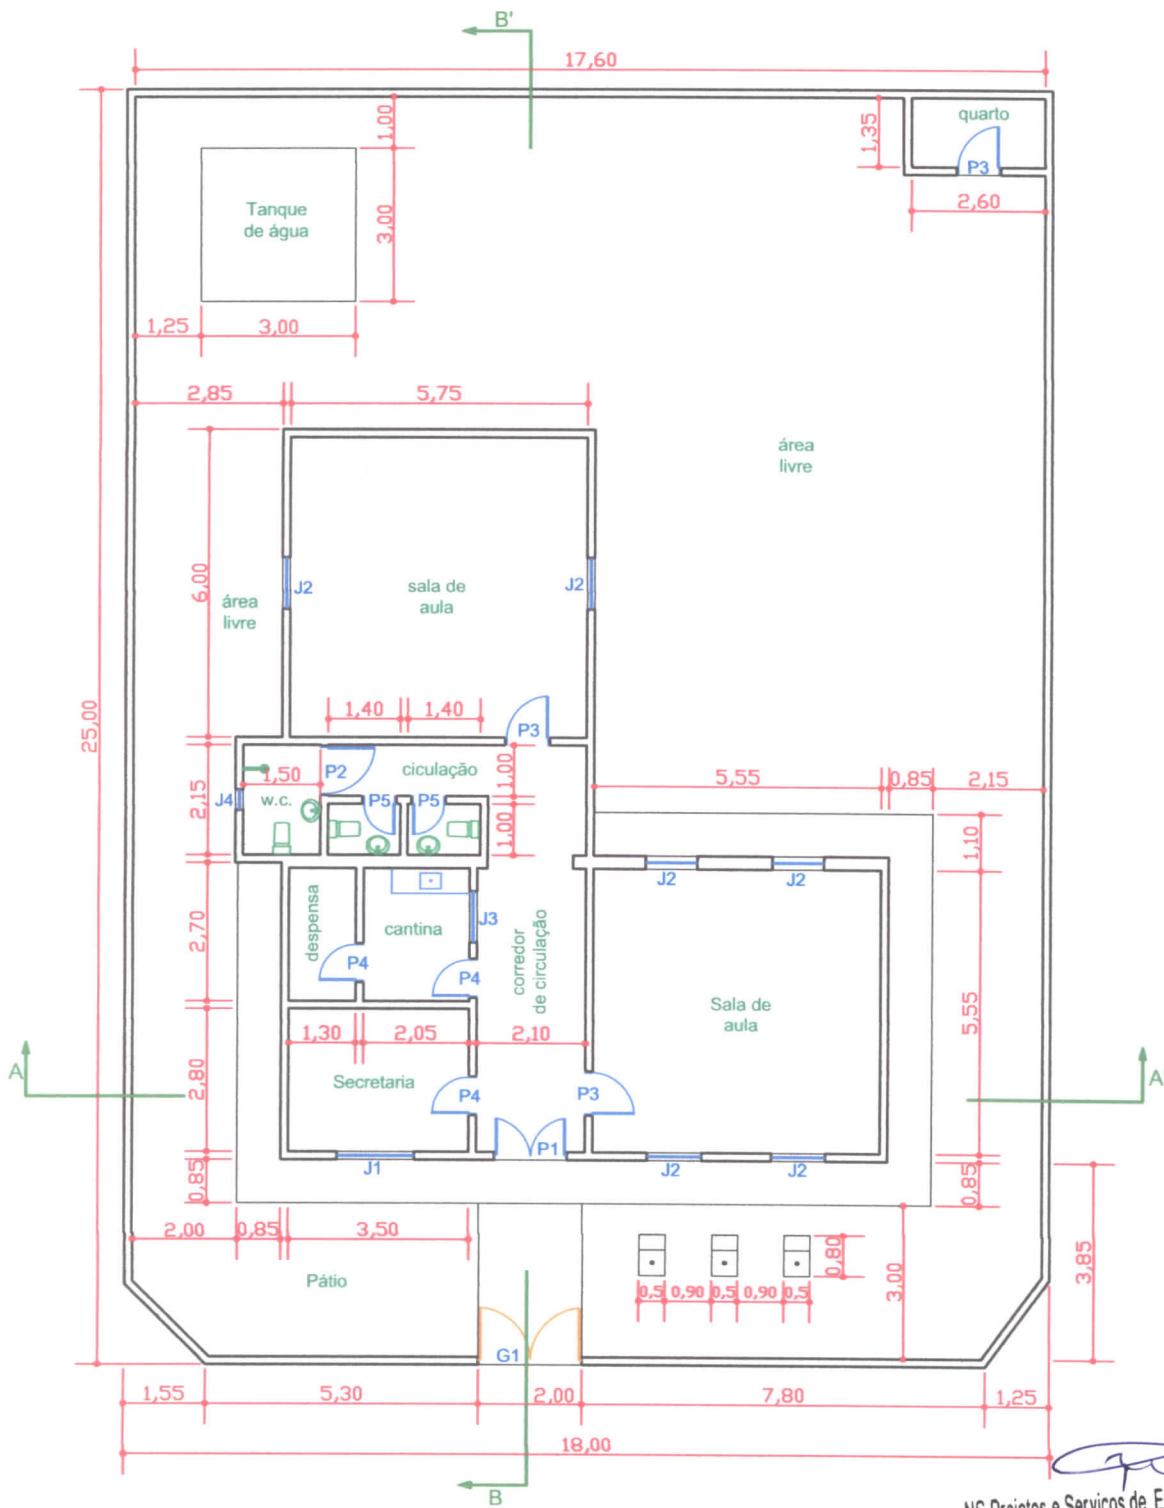 B'
17,60
1,00
1,35
quarto
P3
2,60
Tanque
de água
3,00
1,25
3,00
2,85
5,75
área
livre
6,00
J2
sala de
aula
J2
área
livre
25,00
1,40
1,40
P3
P2
ciculação
1,00
1,50
2,15
J4
w.c.
P5
P5
1,00
5,55
0,85
2,15
1,10
J2
J2
despensa
cantina
J3
2,70
P4
P4
corredor
de circulação
Sala de
aula
5,55
1,30
2,05
2,10
A
2,80
Secretaria
P4
P3
A
P1
J1
J2
J2
0,85
0,85
2,00
0,85
3,50
3,85
Pátio
0,80
3,00
0,5
0,90
0,5
0,90
0,5
G1
1,55
5,30
2,00
7,80
1,25
18,00
B
NS Projetos e Serviços de E